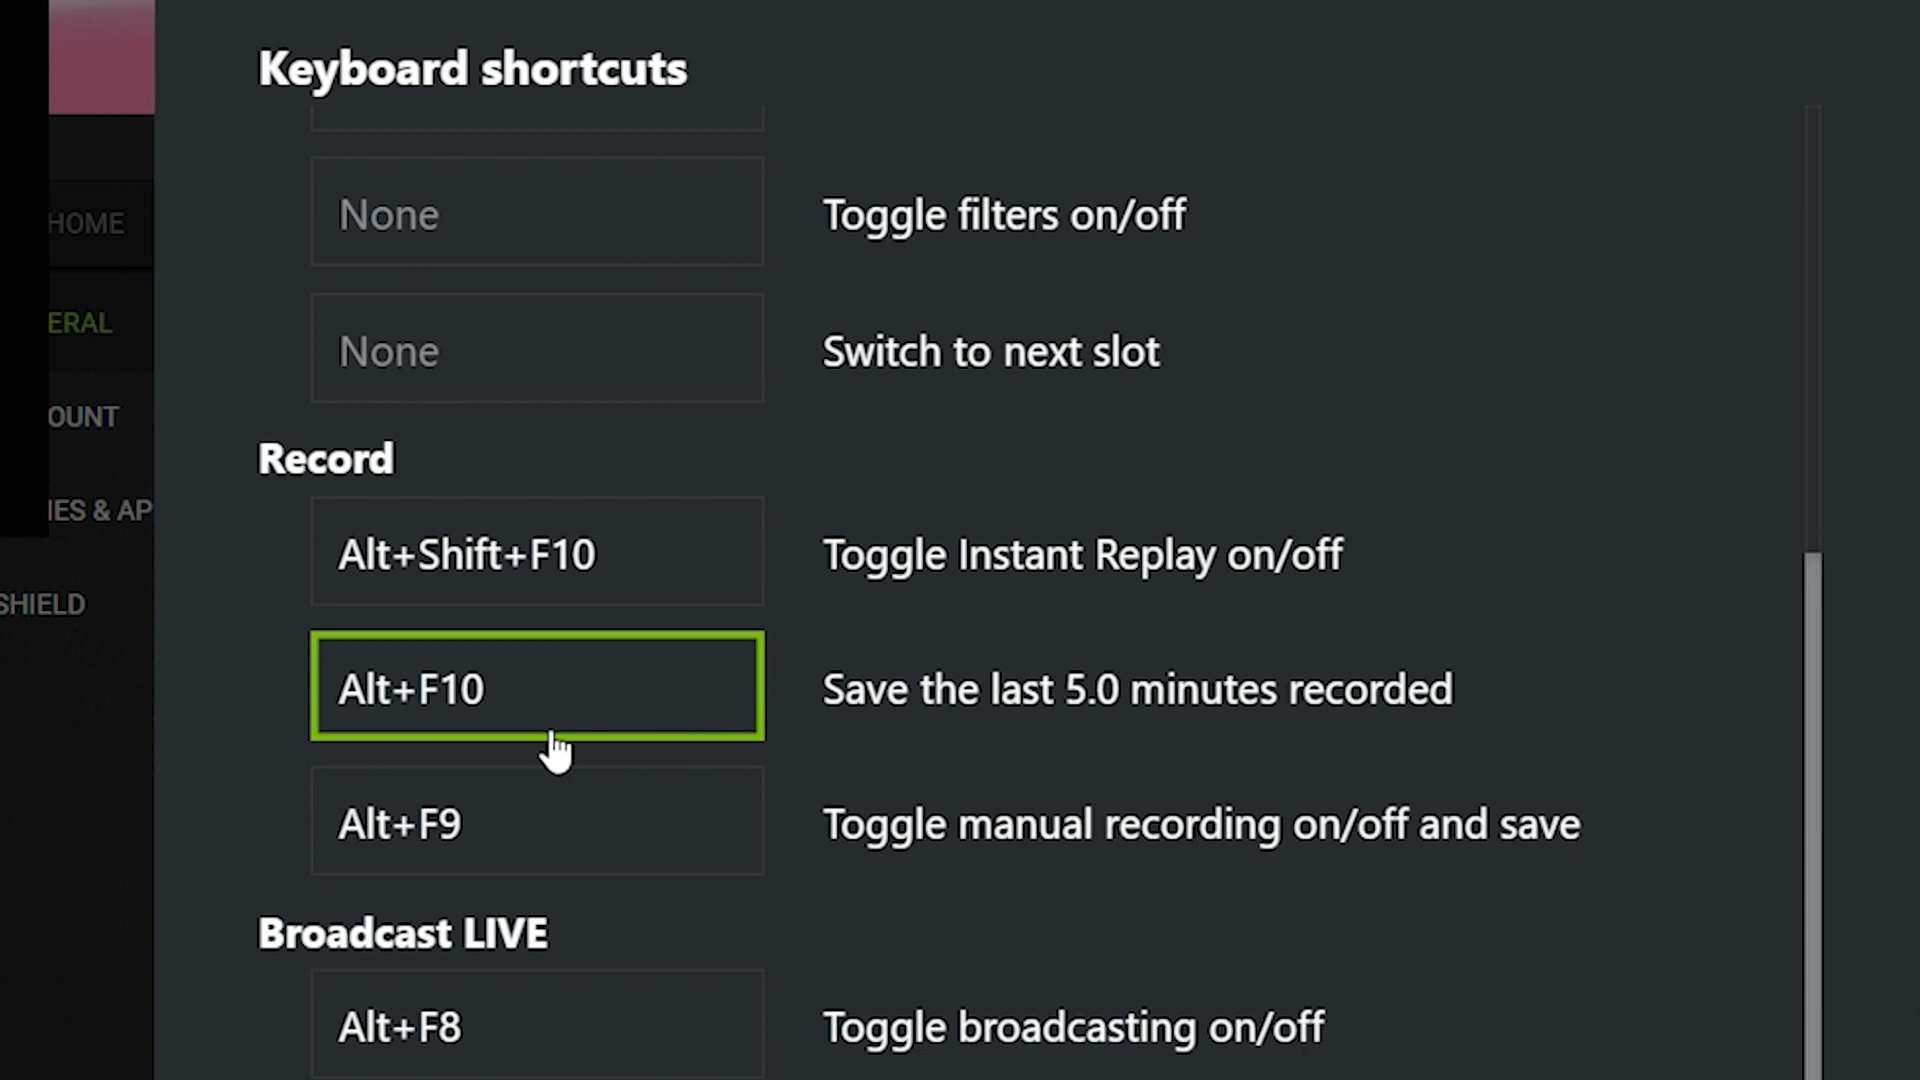 Keyboard shortcuts
None Toggle filters on/off
HOME
ERAL
None Switch to next slot
OUNT
Record
IES & AP
Alt+Shift+F10 Toggle Instant Replay on/off
SHIELD
Alt+F10 Save the last 5.0 minutes recorded
Alt+F9 Toggle manual recording on/off and save
Broadcast LIVE
Alt+F8 Toggle broadcasting on/off